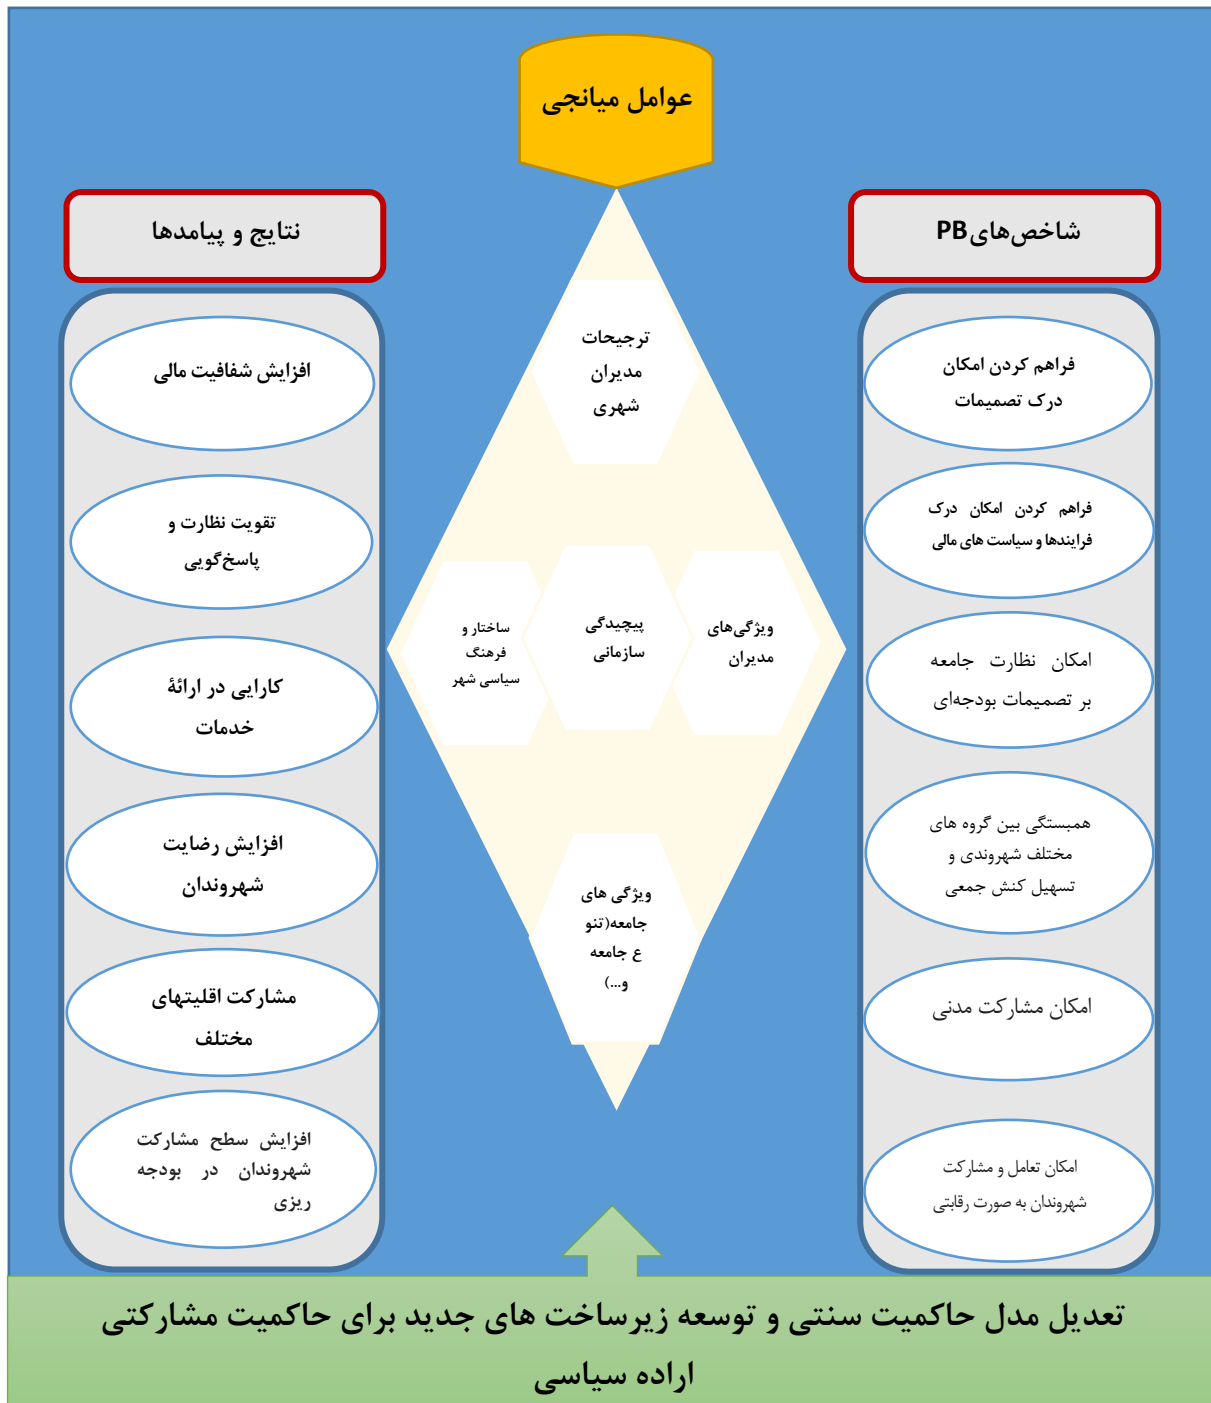 عوامل میانجی
شاخص‌های PB
فراهم کردن امکان
درک تصمیمات
فراهم کردن امکان درک
فرایندها و سیاست های مالی
امکان نظارت جامعه
بر تصمیمات بودجه‌ای
همبستگی بین گروه های
مختلف شهروندی و
تسهیل کنش جمعی
امکان مشارکت مدنی
امکان تعامل و مشارکت
شهروندان به صورت رقابتی
ترجیحات
مدیران
شهری
ویژگی‌های
مدیران
پیچیدگی
سازمانی
ساختار و
فرهنگ
سیاسی شهر
ویژگی های
جامعه(تنو
ع جامعه
و...)
نتایج و پیامدها
افزایش شفافیت مالی
تقویت نظارت و
پاسخ‌گویی
کارایی در ارائهٔ
خدمات
افزایش رضایت
شهروندان
مشارکت اقلیتهای
مختلف
افزایش سطح مشارکت
شهروندان در بودجه
ریزی
تعدیل مدل حاکمیت سنتی و توسعه زیرساخت های جدید برای حاکمیت مشارکتی
اراده سیاسی